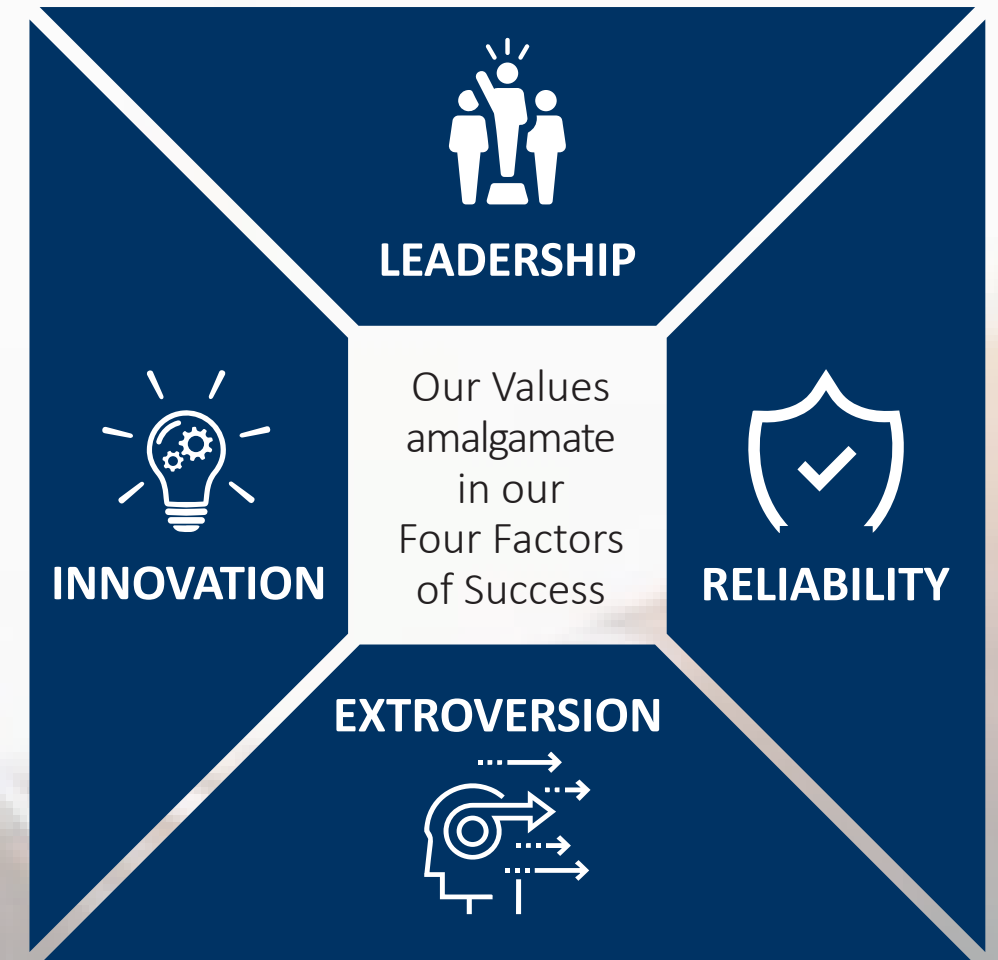 LEADERSHIP
Our Values
amalgamate
in our
Four Factors
of Success
INNOVATION
RELIABILITY
EXTROVERSION